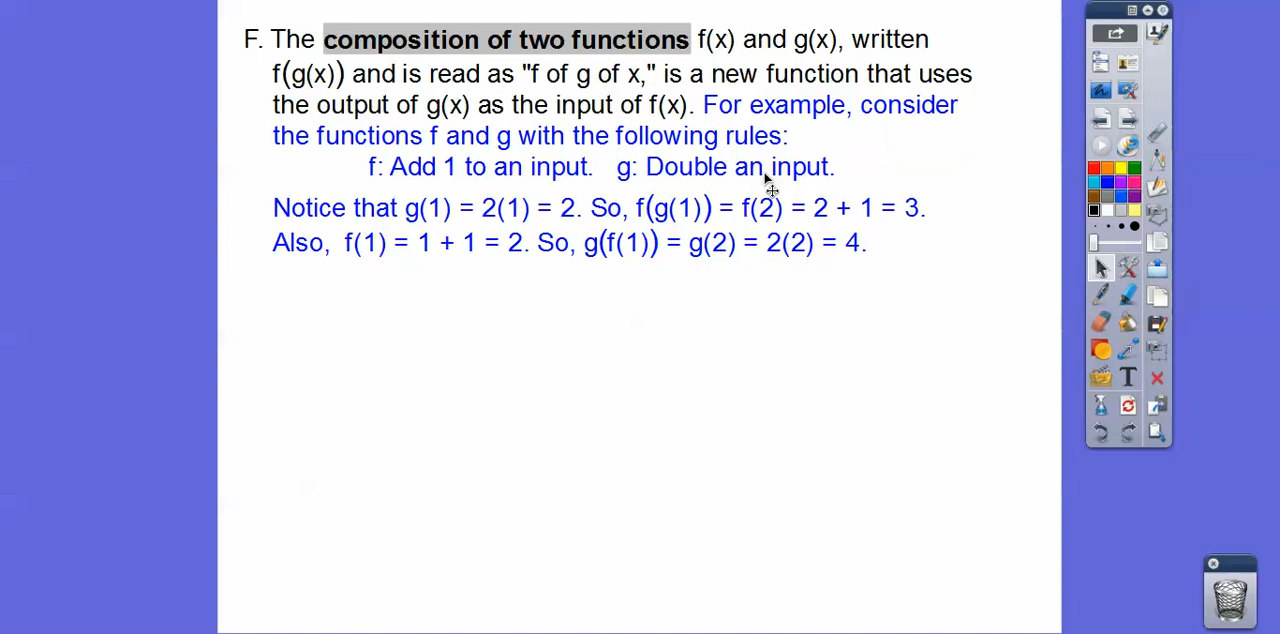 F. The composition of two functions f(x) and g(x), written
f(g(x)) and is read as "f of g of x," is a new function that uses
the output of g(x) as the input of f(x). For example, consider
the functions f and g with the following rules:
f: Add 1 to an input. g: Double an input.
Notice that g(1) = 2(1) = 2. So, f(g(1)) = f(2) = 2 + 1 = 3.
Also, f(1) = 1 + 1 = 2. So, g(f(1)) = g(2) = 2(2) = 4.
T